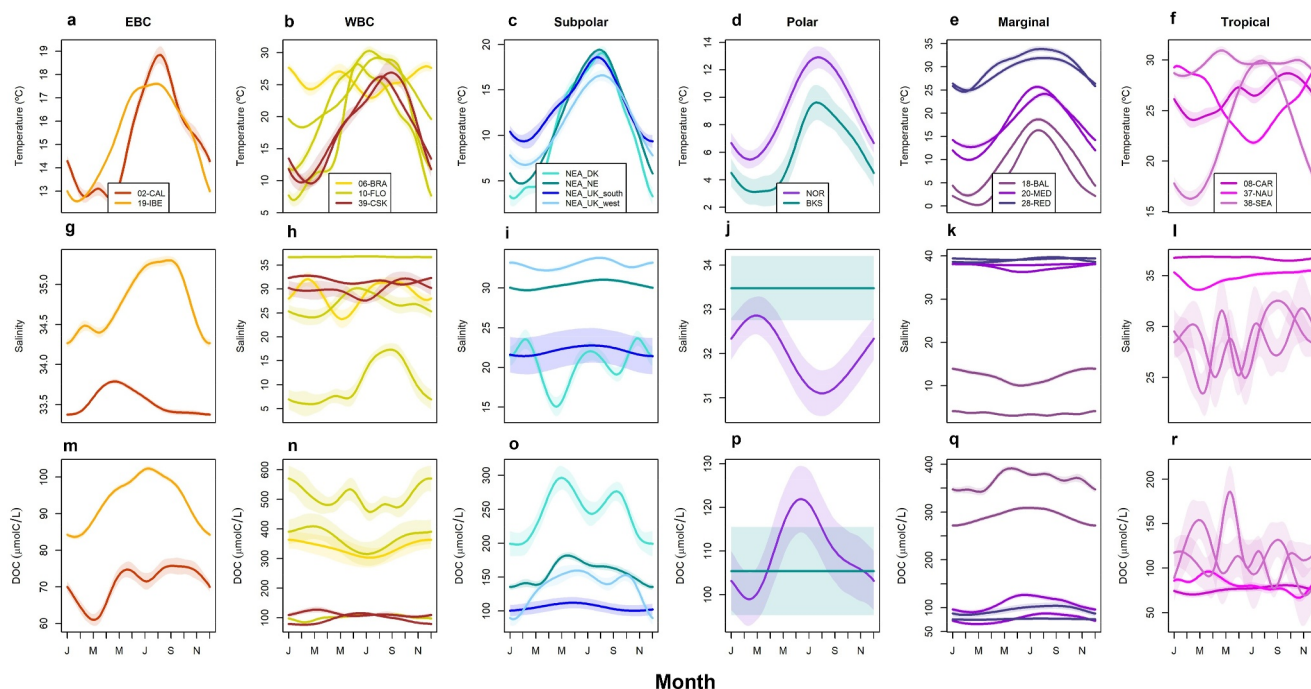 EBC
WBC
Subpolar
Polar
Marginal
Tropical
a
b
c
d
e
f
Temperature (ºC)
19
18
17
16
15
14
13
02-CAL
19-IBE
Temperature (ºC)
30
25
20
15
10
5
06-BRA
10-FLO
39-CSK
Temperature (ºC)
20
15
10
5
NEA_DK
NEA_NE
NEA_UK_south
NEA_UK_west
Temperature (ºC)
14
12
10
8
6
4
2
NOR
BKS
Temperature (ºC)
35
30
25
20
15
10
5
0
18-BAL
20-MED
28-RED
Temperature (ºC)
30
25
20
15
08-CAR
37-NAU
38-SEA
g
h
i
j
k
l
Salinity
35.0
34.5
34.0
33.5
Salinity
35
30
25
20
15
10
5
Salinity
30
25
20
15
Salinity
34
33
32
31
Salinity
40
30
20
10
Salinity
35
30
25
m
n
o
p
q
r
DOC (μmolC/L)
100
90
80
70
60
J M M J S N
DOC (μmolC/L)
600
500
400
300
100
J M M J S N
DOC (μmolC/L)
300
250
200
150
100
J M M J S N
DOC (μmolC/L)
130
120
110
100
J M M J S N
DOC (μmolC/L)
400
300
200
100
50
J M M J S N
DOC (μmolC/L)
200
150
100
50
J M M J S N
Month